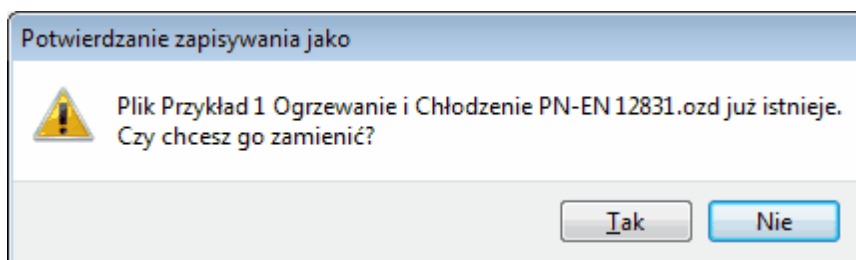 Potwierdzanie zapisywania jako
Plik Przykład 1 Ogrzewanie i Chłodzenie PN-EN 12831.ozd już istnieje.
Czy chcesz go zamienić?
Tak
Nie